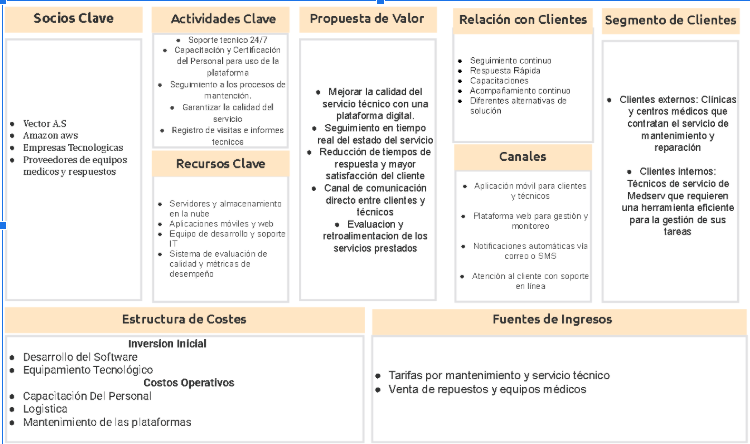 Socios Clave
Vector A.S
Amazon aws
Empresas Tecnologicas
Proveedores de equipos
medicos y respuestos
Actividades Clave
Soporte tecnico 24/7
Capacitación y Certificación
del Personal para uso de la
plataforma
Seguimiento a los procesos de
mantención.
Garantizar la calidad del
servicio
Registro de visitas e informes
tecnicos
Recursos Clave
Servidores y almacenamiento
en la nube
Aplicaciones móviles y web
Equipo de desarrollo y soporte
IT
Sistema de evaluación de
calidad y métricas de
desempeño
Propuesta de Valor
Mejorar la calidad del
servicio técnico con una
plataforma digital.
Seguimiento en tiempo
real del estado del servicio
Reducción de tiempos de
respuesta y mayor
satisfacción del cliente
Canal de comunicación
directo entre clientes y
técnicos
Evaluacion y
retroalimentacion de los
servicios prestados
Relación con Clientes
Seguimiento continuo
Respuesta Rápida
Capacitaciones
Acompañamiento continuo
Diferentes alternativas de
solución
Canales
Aplicación móvil para clientes
y técnicos
Plataforma web para gestión y
monitoreo
Notificaciones automáticas vía
correo o SMS
Atención al cliente con soporte
en línea
Segmento de Clientes
Clientes externos: Clínicas
y centros médicos que
contratan el servicio de
mantenimiento y
reparación
Clientes internos:
Técnicos de servicio de
Medserv que requieren
una herramienta eficiente
para la gestión de sus
tareas
Estructura de Costes
Inversion Inicial
Desarrollo del Software
Equipamiento Tecnológico
Costos Operativos
Capacitación Del Personal
Logistica
Mantenimiento de las plataformas
Fuentes de Ingresos
Tarifas por mantenimiento y servicio técnico
Venta de repuestos y equipos médicos